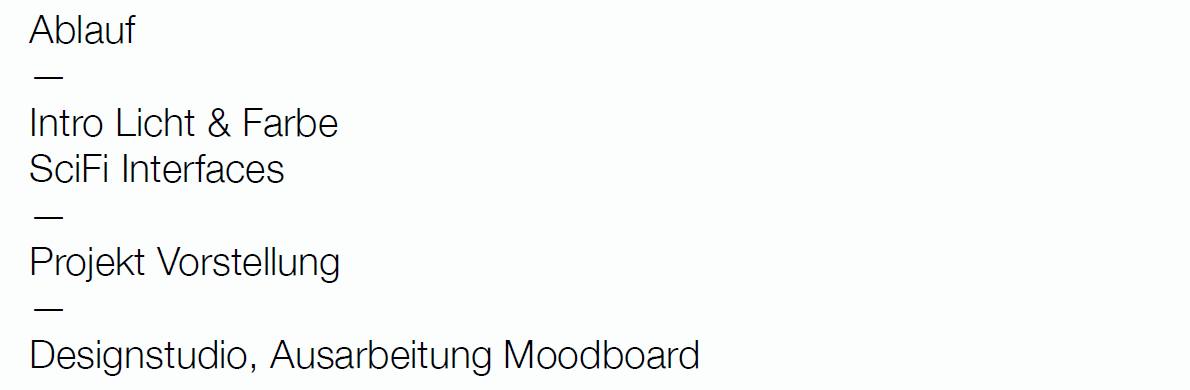 Ablauf
—
Intro Licht & Farbe
SciFi Interfaces
—
Projekt Vorstellung
—
Designstudio, Ausarbeitung Moodboard